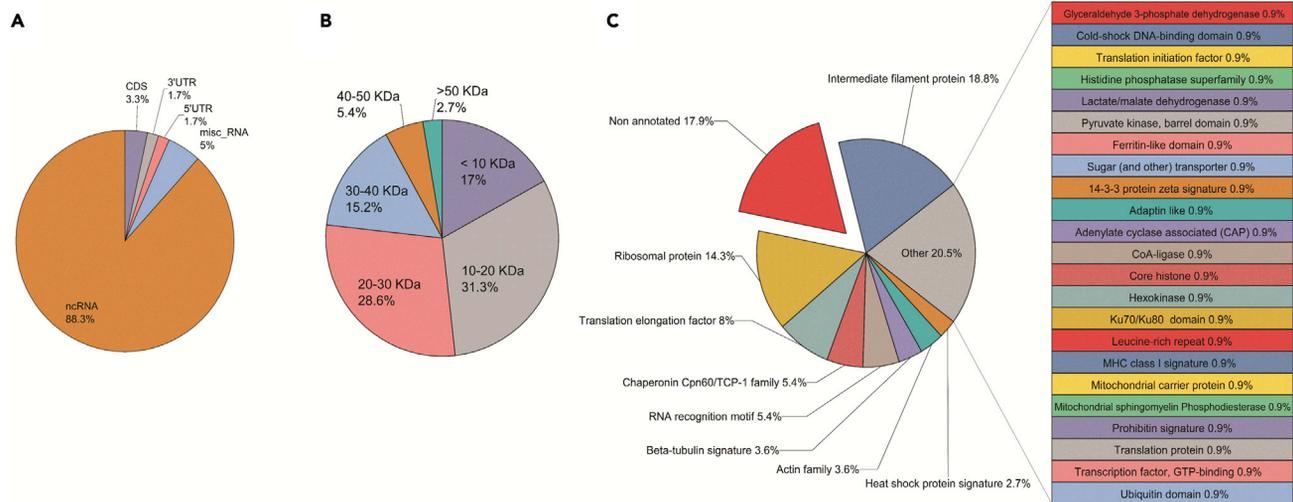 A
CDS
3.3%
3'UTR
1.7%
5'UTR
1.7%
misc_RNA
5%
ncRNA
88.3%
B
40-50 KDa
5.4%
>50 KDa
2.7%
< 10 KDa
17%
30-40 KDa
15.2%
10-20 KDa
31.3%
20-30 KDa
28.6%
C
Intermediate filament protein 18.8%
Non annotated 17.9%
Other 20.5%
Ribosomal protein 14.3%
Translation elongation factor 8%
Chaperonin Cpn60/TCP-1 family 5.4%
RNA recognition motif 5.4%
Beta-tubulin signature 3.6%
Actin family 3.6%
Heat shock protein signature 2.7%
Glyceraldehyde 3-phosphate dehydrogenase 0.9%
Cold-shock DNA-binding domain 0.9%
Translation initiation factor 0.9%
Histidine phosphatase superfamily 0.9%
Lactate/malate dehydrogenase 0.9%
Pyruvate kinase, barrel domain 0.9%
Ferritin-like domain 0.9%
Sugar (and other) transporter 0.9%
14-3-3 protein zeta signature 0.9%
Adaptin like 0.9%
Adenylate cyclase associated (CAP) 0.9%
CoA-ligase 0.9%
Core histone 0.9%
Hexokinase 0.9%
Ku70/Ku80 domain 0.9%
Leucine-rich repeat 0.9%
MHC class I signature 0.9%
Mitochondrial carrier protein 0.9%
Mitochondrial sphingomyelin Phosphodiesterase 0.9%
Prohibitin signature 0.9%
Translation protein 0.9%
Transcription factor, GTP-binding 0.9%
Ubiquitin domain 0.9%